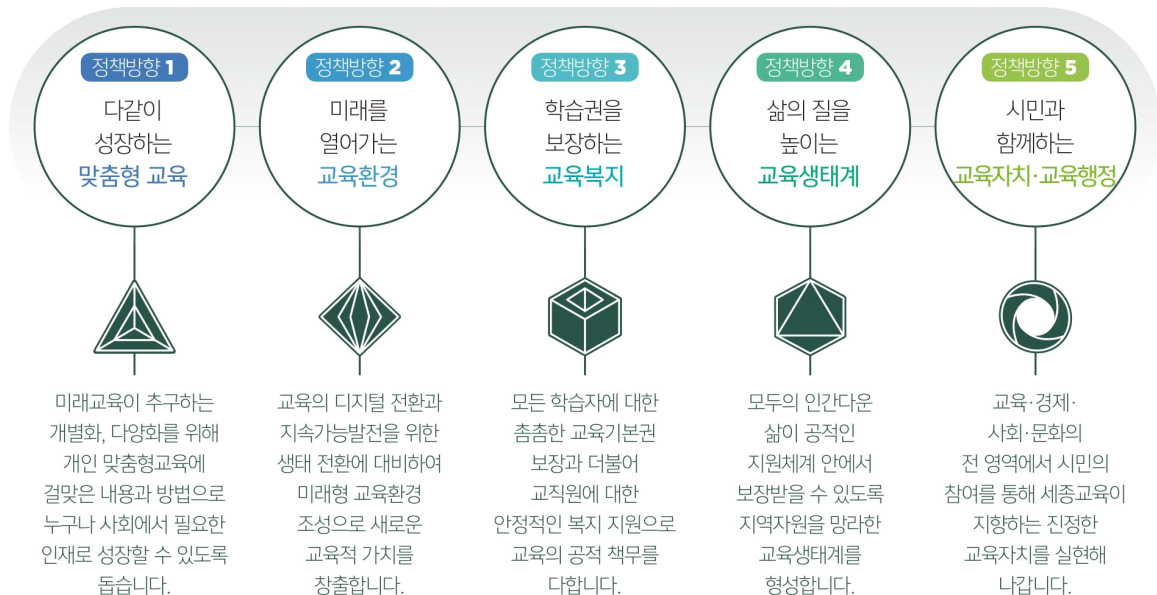 정책방향 1
다같이
성장하는
맞춤형 교육
미래교육이 추구하는
개별화, 다양화를 위해
개인 맞춤형교육에
걸맞은 내용과 방법으로
누구나 사회에서 필요한
인재로 성장할 수 있도록
돕습니다.
정책방향 2
미래를
열어가는
교육환경
교육의 디지털 전환과
지속가능발전을 위한
생태 전환에 대비하여
미래형 교육환경
조성으로 새로운
교육적 가치를
창출합니다.
정책방향 3
학습권을
보장하는
교육복지
모든 학습자에 대한
촘촘한 교육기본권
보장과 더불어
교직원에 대한
안정적인 복지 지원으로
교육의 공적 책무를
다합니다.
정책방향 4
삶의 질을
높이는
교육생태계
모두의 인간다운
삶이 공적인
지원체계 안에서
보장받을 수 있도록
지역자원을 망라한
교육생태계를
형성합니다.
정책방향 5
시민과
함께하는
교육자치·교육행정
교육·경제·
사회·문화의
전 영역에서 시민의
참여를 통해 세종교육이
지향하는 진정한
교육자치를 실현해
나갑니다.